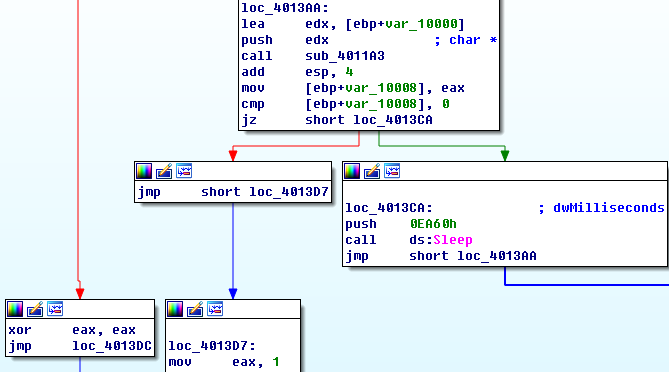 loc_4013AA:
lea edx, [ebp+var_10000]
push edx ; char *
call sub_4011A3
add esp, 4
mov [ebp+var_10008], eax
cmp [ebp+var_10008], 0
jz short loc_4013CA
jmp short loc_4013D7
loc_4013CA: ; dwMilliseconds
push 0EA60h
call ds:Sleep
jmp short loc_4013AA
xor eax, eax
jmp loc_4013DC
loc_4013D7:
mov eax, 1